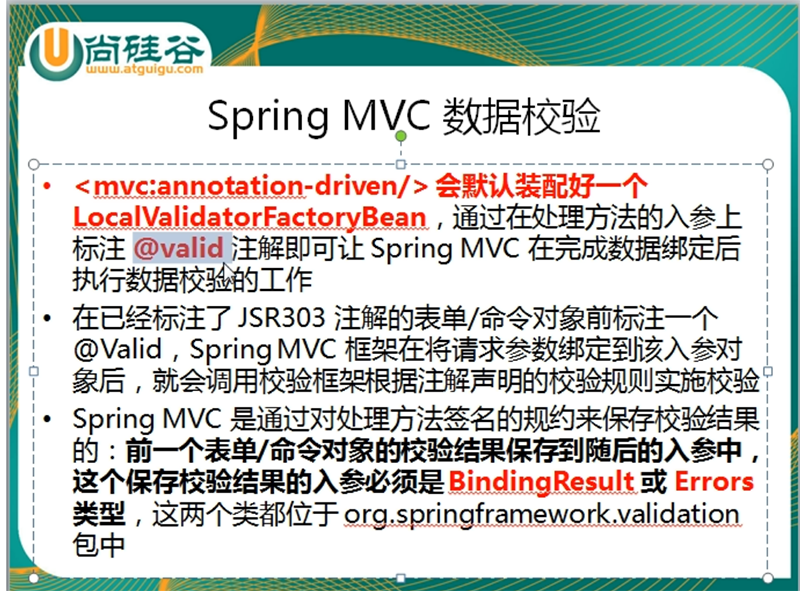 尚硅谷
www.atguigu.com
Spring MVC 数据校验
• <mvc:annotation-driven/> 会默认装配好一个
LocalValidatorFactoryBean，通过在处理方法的入参上
标注 @valid 注解即可让 Spring MVC 在完成数据绑定后
执行数据校验的工作
• 在已经标注了 JSR303 注解的表单/命令对象前标注一个
@Valid，Spring MVC 框架在将请求参数绑定到该入参对
象后，就会调用校验框架根据注解声明的校验规则实施校验
• Spring MVC 是通过对处理方法签名的规约来保存校验结果
的：前一个表单/命令对象的校验结果保存到随后的入参中，
这个保存校验结果的入参必须是 BindingResult 或 Errors
类型，这两个类都位于 org.springframework.validation
包中